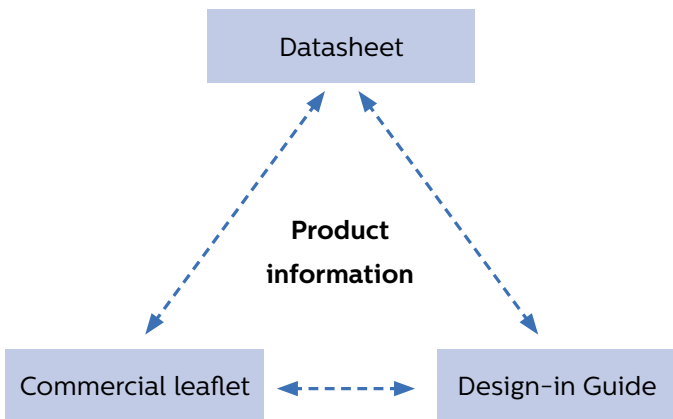 Datasheet
Product
information
Commercial leaflet
Design-in Guide